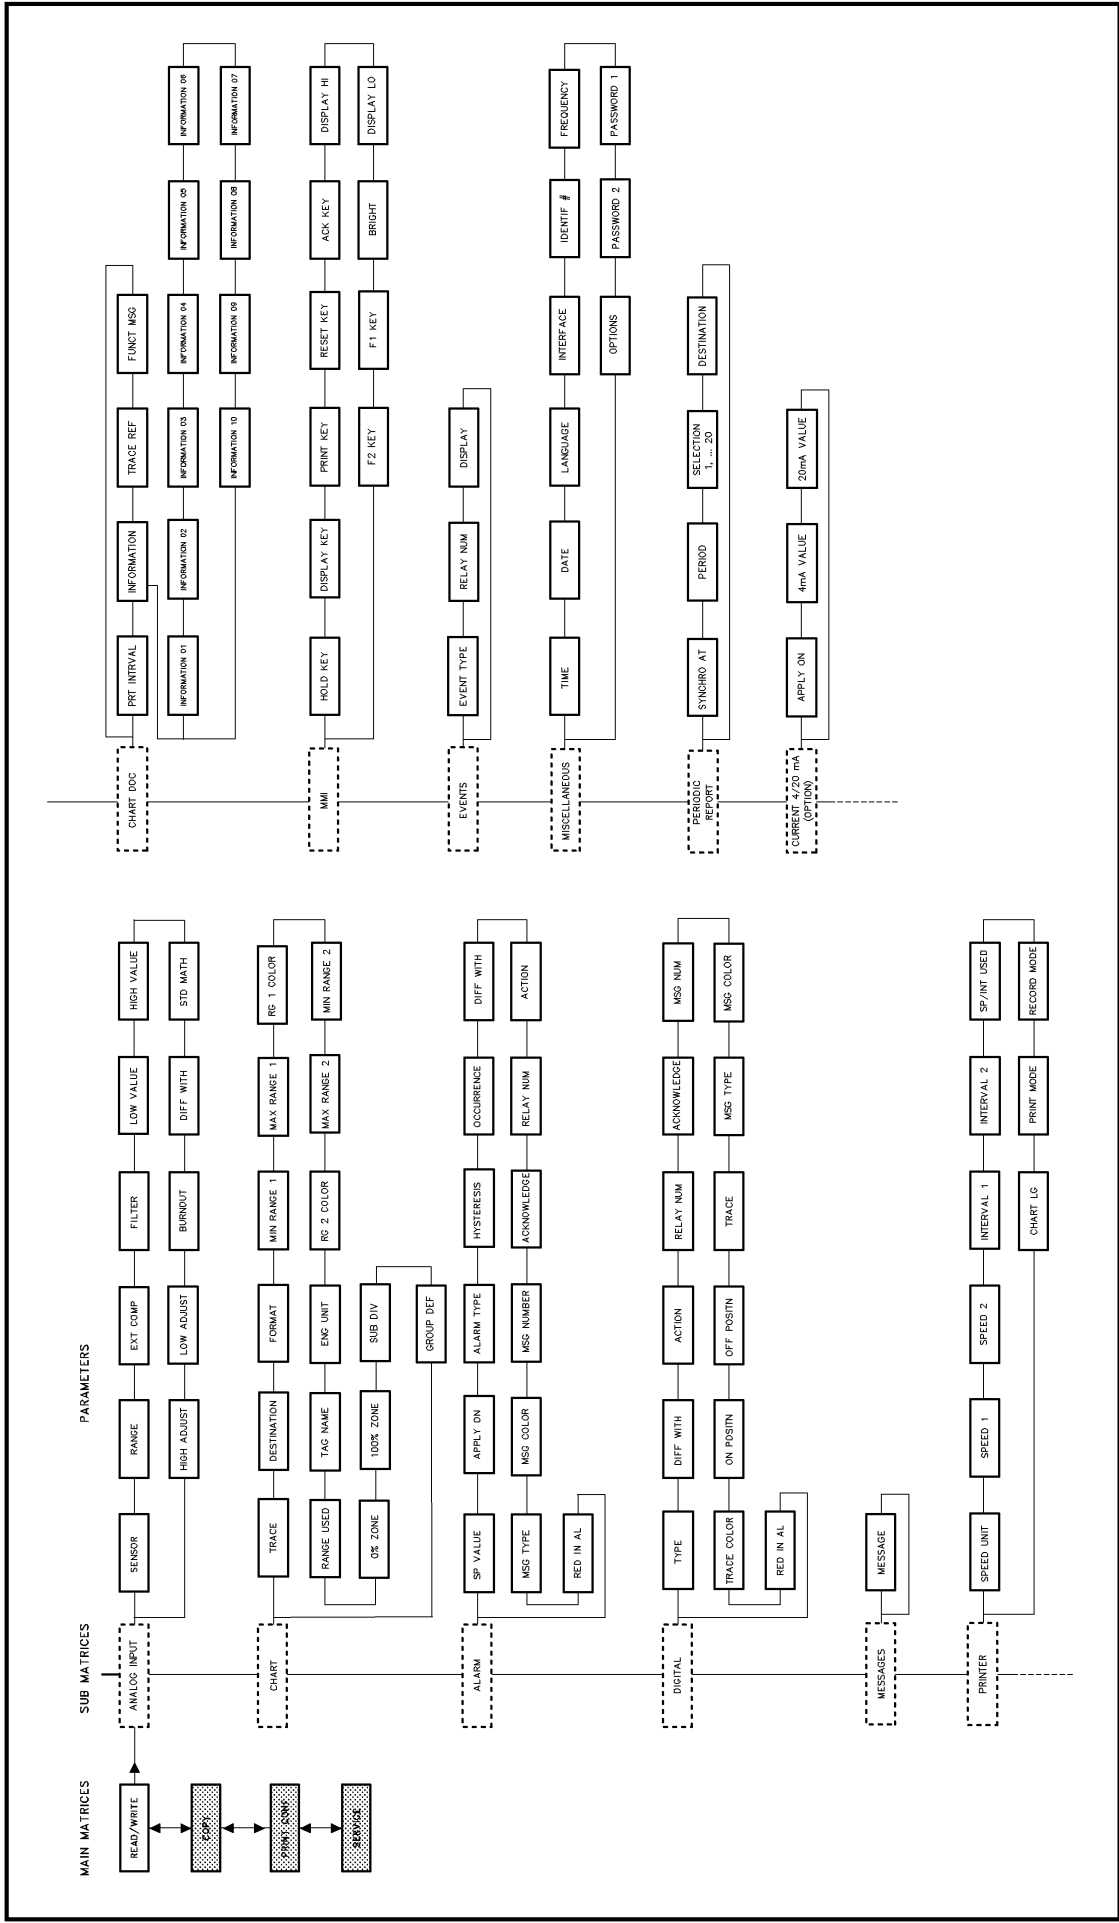 MAIN MATRICES
SUB MATRICES
PARAMETERS
READ/WRITE
COPY
PRINT CONF
SERVICE
ANALOG INPUT
SENSOR
RANGE
EXT COMP
FILTER
LOW VALUE
HIGH VALUE
HIGH ADJUST
LOW ADJUST
BURNOUT
DIFF WITH
STD MATH
CHART
TRACE
DESTINATION
FORMAT
MIN RANGE 1
MAX RANGE 1
RG 1 COLOR
RANGE USED
TAG NAME
ENG UNIT
RG 2 COLOR
MAX RANGE 2
MIN RANGE 2
0% ZONE
100% ZONE
SUB DIV
GROUP DEF
ALARM
SP VALUE
APPLY ON
ALARM TYPE
HYSTERESIS
OCCURRENCE
DIFF WITH
MSG TYPE
MSG COLOR
MSG NUMBER
ACKNOWLEDGE
RELAY NUM
ACTION
RED IN AL
DIGITAL
TYPE
DIFF WITH
ACTION
RELAY NUM
ACKNOWLEDGE
MSG NUM
TRACE COLOR
ON POSITN
OFF POSITN
TRACE
MSG TYPE
MSG COLOR
RED IN AL
MESSAGES
MESSAGE
PRINTER
SPEED UNIT
SPEED 1
SPEED 2
INTERVAL 1
INTERVAL 2
SP/INT USED
CHART LG
PRINT MODE
RECORD MODE
CHART DOC
PRT INTRVAL
INFORMATION
TRACE REF
FUNCT MSG
INFORMATION 01
INFORMATION 02
INFORMATION 03
INFORMATION 04
INFORMATION 05
INFORMATION 06
INFORMATION 10
INFORMATION 09
INFORMATION 08
INFORMATION 07
MMI
HOLD KEY
DISPLAY KEY
PRINT KEY
RESET KEY
ACK KEY
DISPLAY HI
F2 KEY
F1 KEY
BRIGHT
DISPLAY LO
EVENTS
EVENT TYPE
RELAY NUM
DISPLAY
MISCELLANEOUS
TIME
DATE
LANGUAGE
INTERFACE
IDENTIF #
FREQUENCY
OPTIONS
PASSWORD 2
PASSWORD 1
PERIODIC
REPORT
SYNCHRO AT
PERIOD
SELECTION
1, ... 20
DESTINATION
CURRENT 4/20 mA
(OPTION)
APPLY ON
4mA VALUE
20mA VALUE